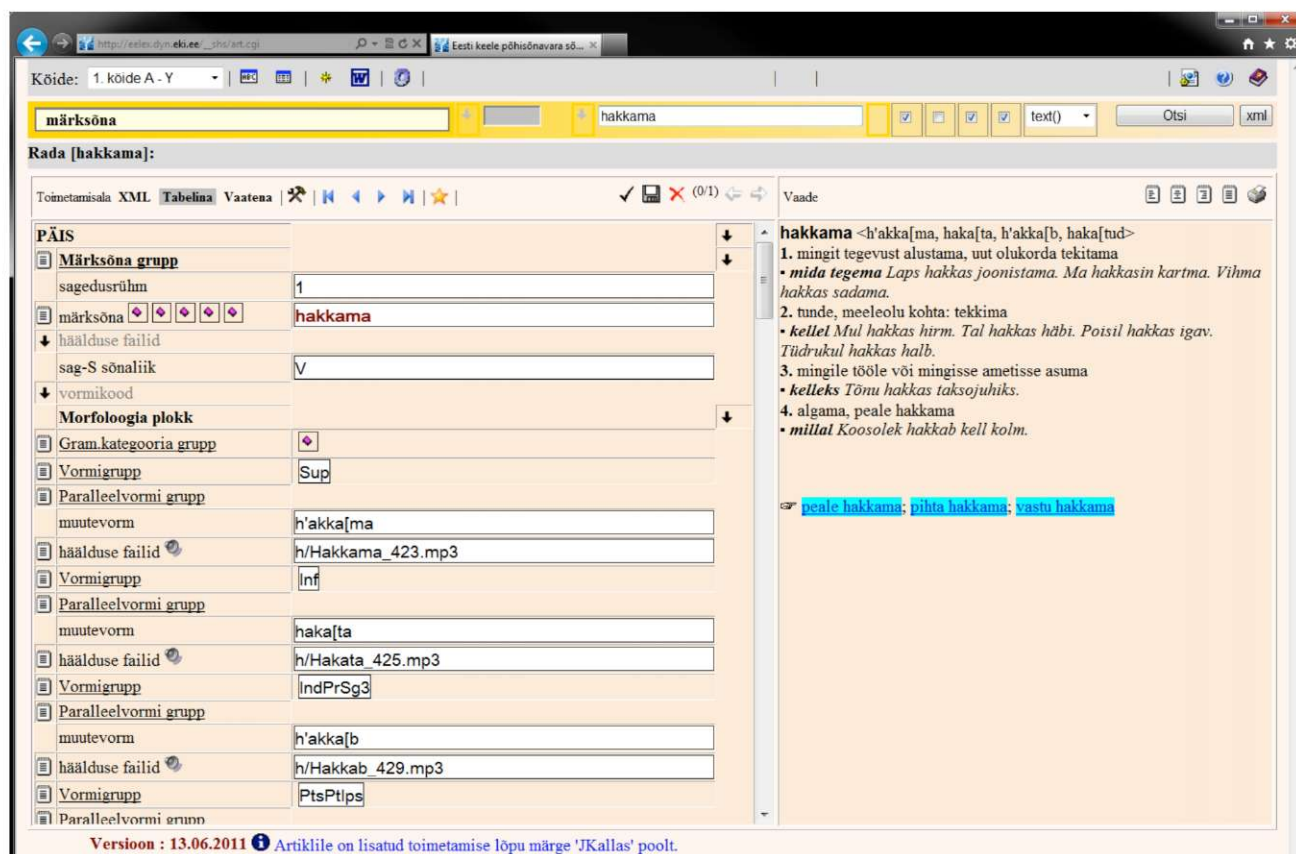 http://eelex.dyn.eki.ee/__shs/art.cgi
Eesti keele põhisõnavara sõ...
Köide: 1. köide A - Y
märksõna hakkama text() Otsi xml
Rada [hakkama]:
Toimetamisala XML Tabelina Vaatena (0/1)
PÄIS
Märksõna grupp
sagedusrühm 1
märksõna hakkama
häälduse failid
sag-S sõnaliik V
vormikood
Morfoloogia plokk
Gram.kategooria grupp
Vormigrupp Sup
Paralleelvormi grupp
muutevorm h'akka[ma
häälduse failid h/Hakkama_423.mp3
Vormigrupp Inf
Paralleelvormi grupp
muutevorm haka[ta
häälduse failid h/Hakata_425.mp3
Vormigrupp IndPrSg3
Paralleelvormi grupp
muutevorm h'akka[b
häälduse failid h/Hakkab_429.mp3
Vormigrupp PtsPtIps
Paralleelvormi grupp
Vaade
hakkama <h'akka[ma, haka[ta, h'akka[b, haka[tud>
1. mingit tegevust alustama, uut olukorda tekitama
▪ mida tegema Laps hakkas joonistama. Ma hakkasin kartma. Vihma
hakkas sadama.
2. tunde, meeleolu kohta: tekkima
▪ kellel Mul hakkas hirm. Tal hakkas häbi. Poisil hakkas igav.
Tüdrukul hakkas halb.
3. mingile tööle või mingisse ametisse asuma
▪ kelleks Tõnu hakkas taksojuhiks.
4. algama, peale hakkama
▪ millal Koosolek hakkab kell kolm.
☞ peale hakkama; pihta hakkama; vastu hakkama
Versioon : 13.06.2011 Artiklile on lisatud toimetamise lõpu märge 'JKallas' poolt.